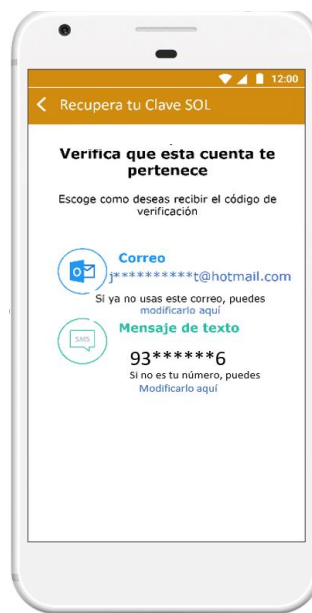 12:00
Recupera tu Clave SOL
Verifica que esta cuenta te
pertenece
Escoge como deseas recibir el código de
verificación
Correo
j**********t@hotmail.com
Si ya no usas este correo, puedes
modificarlo aquí
SMS
Mensaje de texto
93******6
Si no es tu número, puedes
Modificarlo aquí